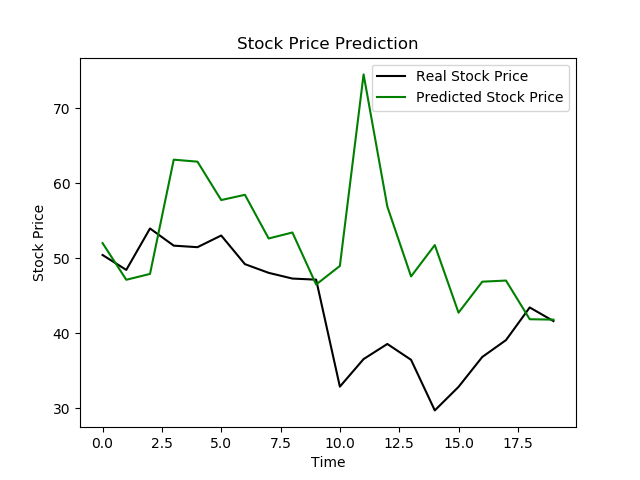 Stock Price Prediction
Real Stock Price
Predicted Stock Price
70
60
50
40
30
Stock Price
0.0 2.5 5.0 7.5 10.0 12.5 15.0 17.5
Time